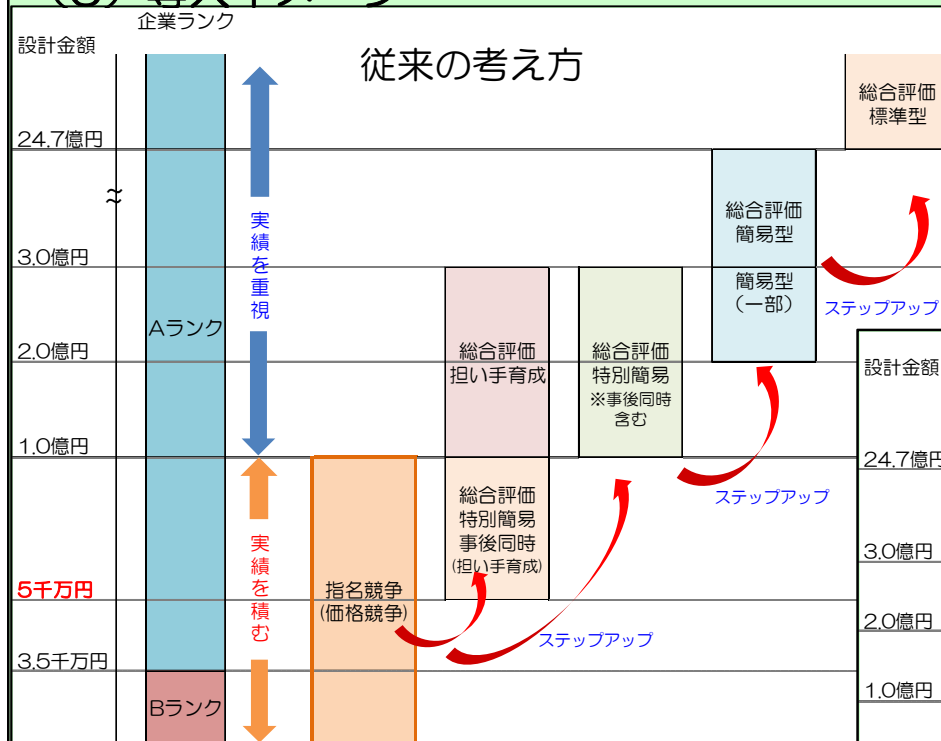 (3) 導入イメージ
企業ランク
設計金額
従来の考え方
24.7億円
3.0億円
2.0億円
1.0億円
5千万円
3.5千万円
Aランク
Bランク
実績を重視
実績を積む
指名競争
(価格競争)
総合評価
担い手育成
総合評価
特別簡易
事後同時
(担い手育成)
総合評価
特別簡易
※事後同時
含む
総合評価
簡易型
簡易型
(一部)
総合評価
標準型
ステップアップ
ステップアップ
ステップアップ
設計金額
24.7億円
3.0億円
2.0億円
1.0億円